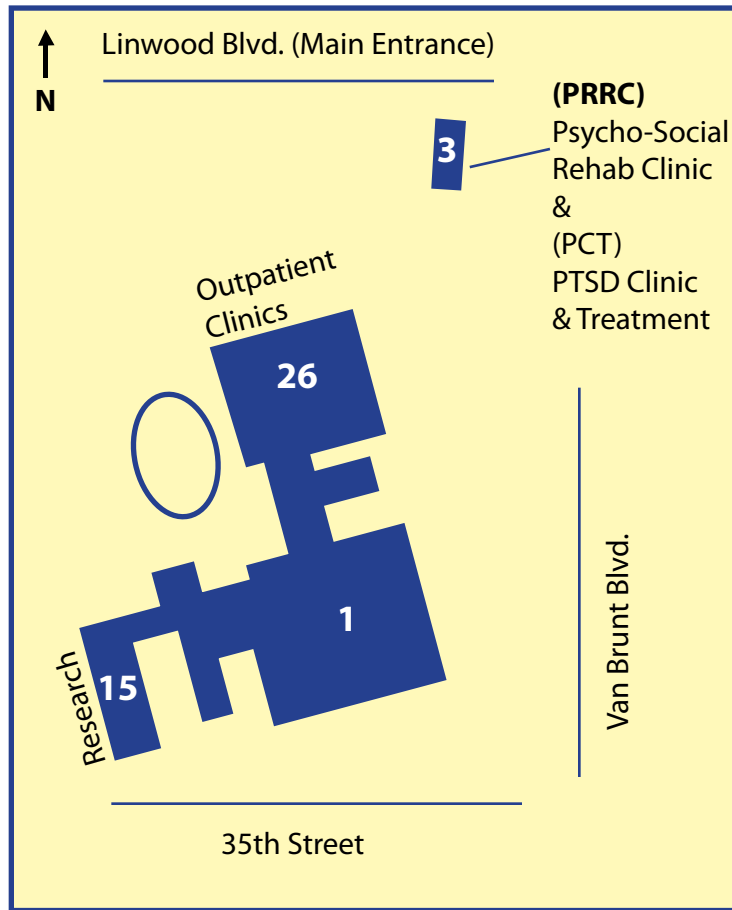 Linwood Blvd. (Main Entrance)
N
(PRRC)
Psycho-Social
Rehab Clinic
&
(PCT)
PTSD Clinic
& Treatment
3
Outpatient
Clinics
26
1
Van Brunt Blvd.
Research
15
35th Street